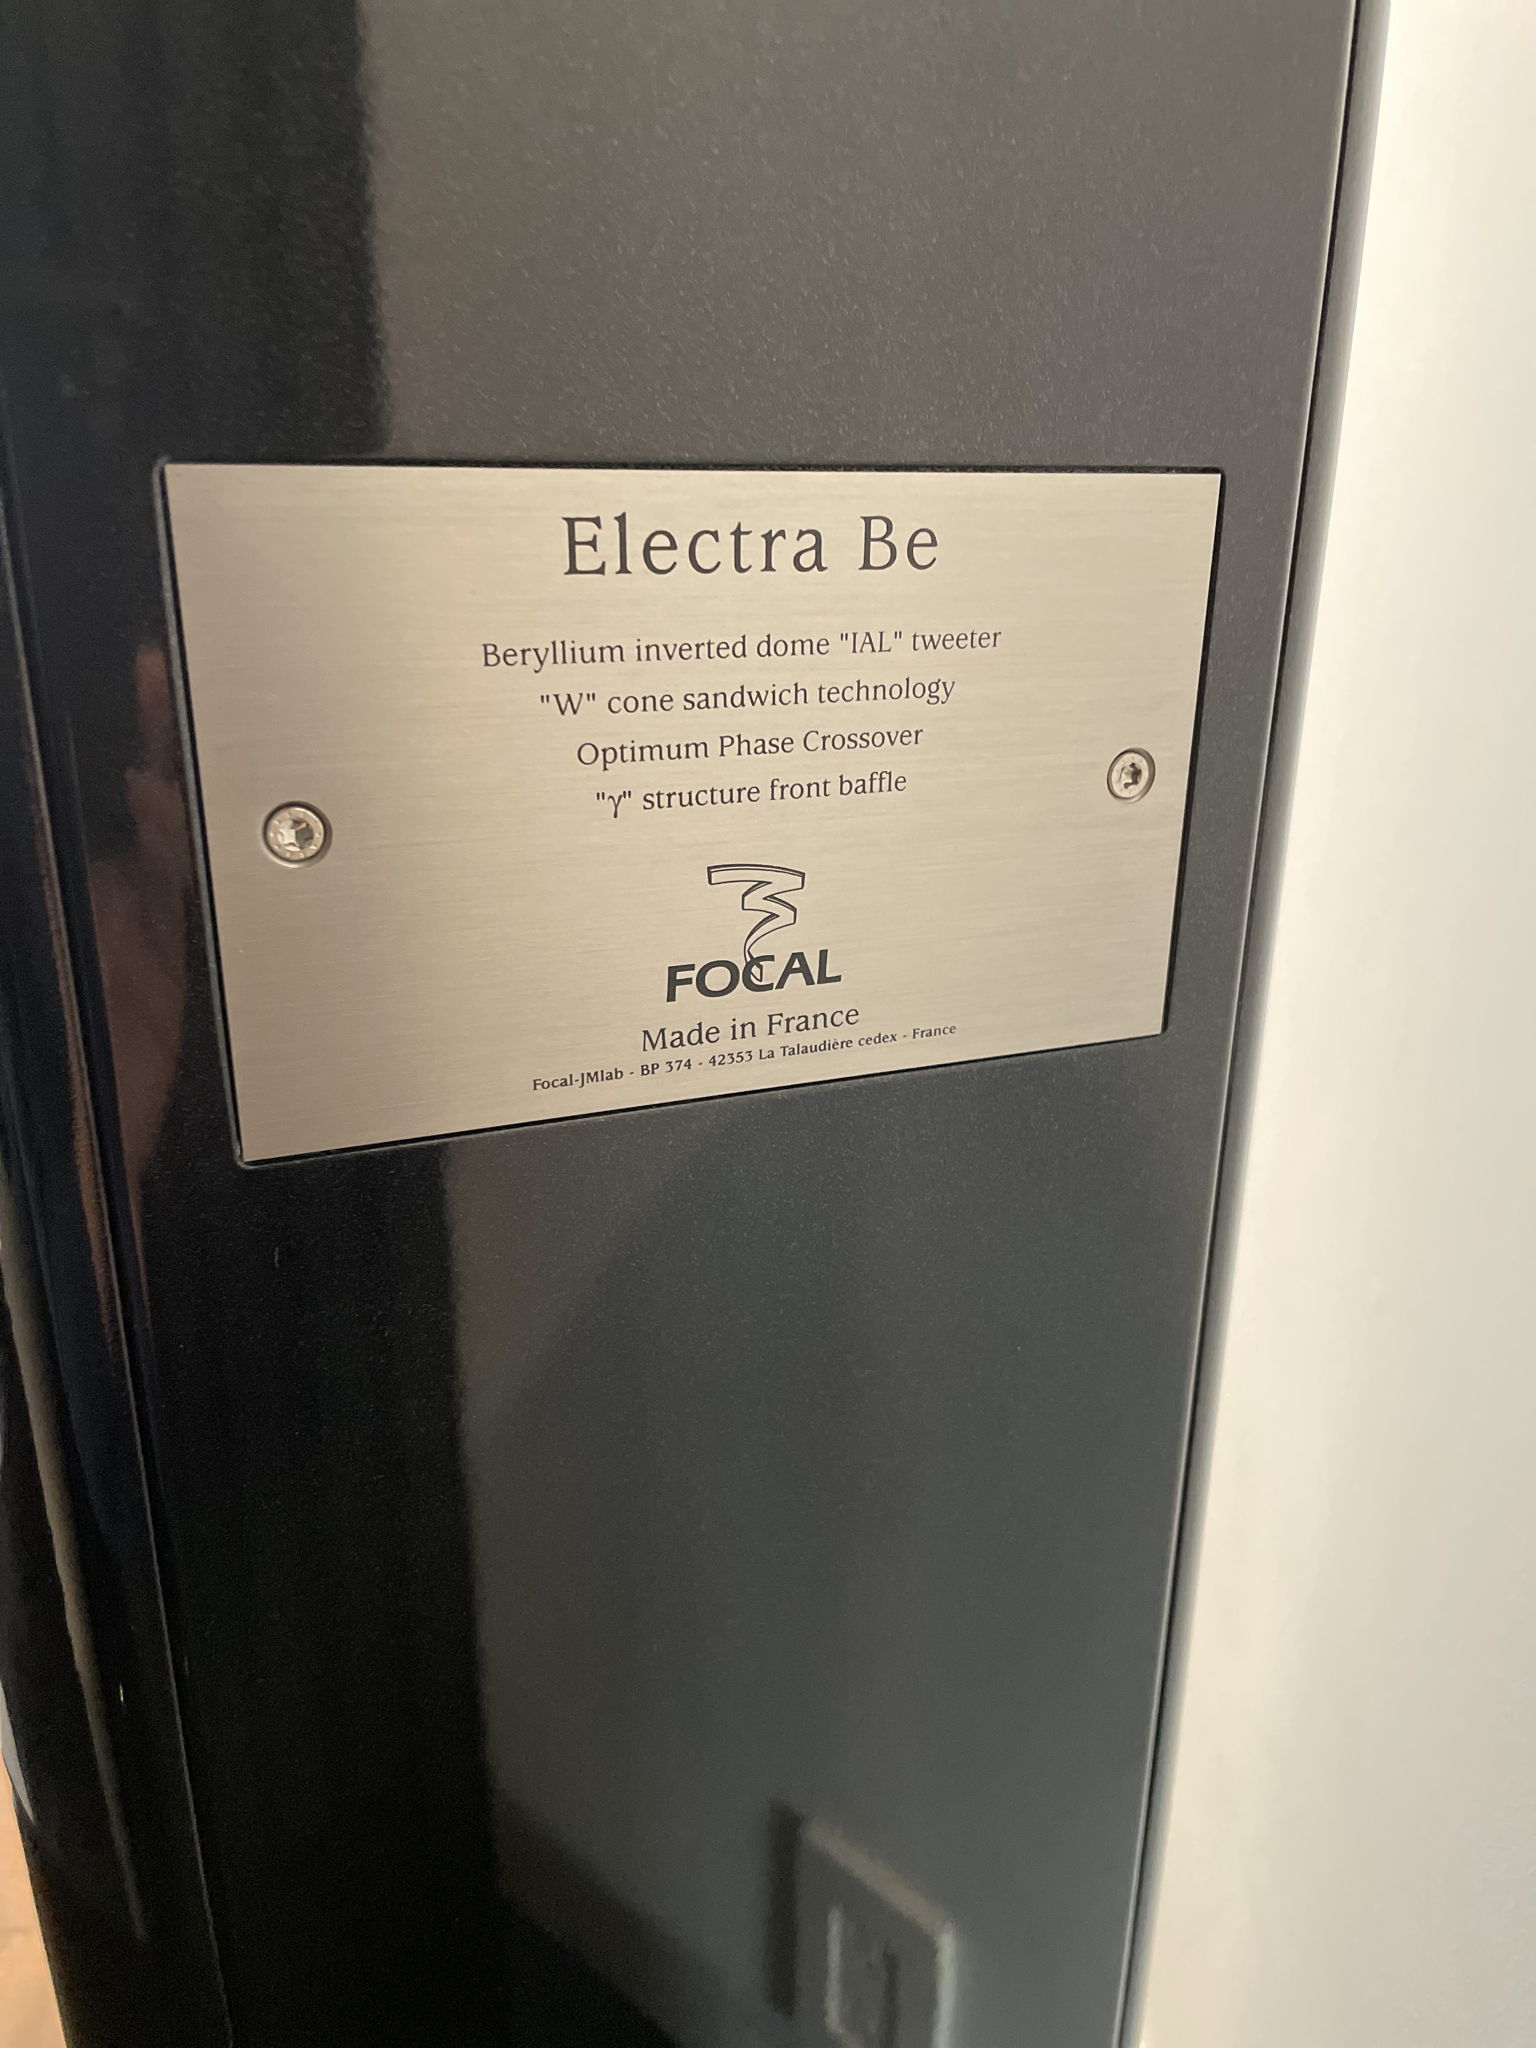 Electra Be
Beryllium inverted dome "IAL" tweeter
"W" cone sandwich technology
Optimum Phase Crossover
"γ" structure front baffle
FOCAL
Made in France
Focal-JMlab - BP 374 - 42353 La Talaudière cedex - France